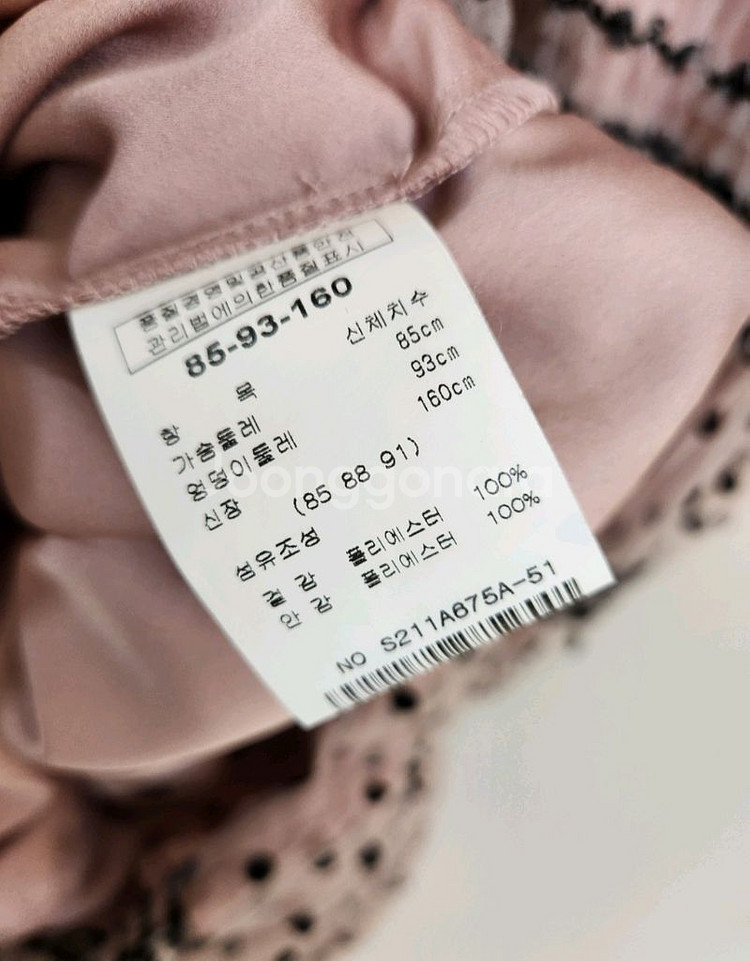 품질경영및공산품안전
관리법에의한품질표시
85-93-160
항 목 신체치수
가슴둘레 85cm
엉덩이둘레 93cm
신장 160cm
(85 88 91)
섬유조성
겉 감 폴리에스터 100%
안 감 폴리에스터 100%
NO S211A675A-51
joonggonara